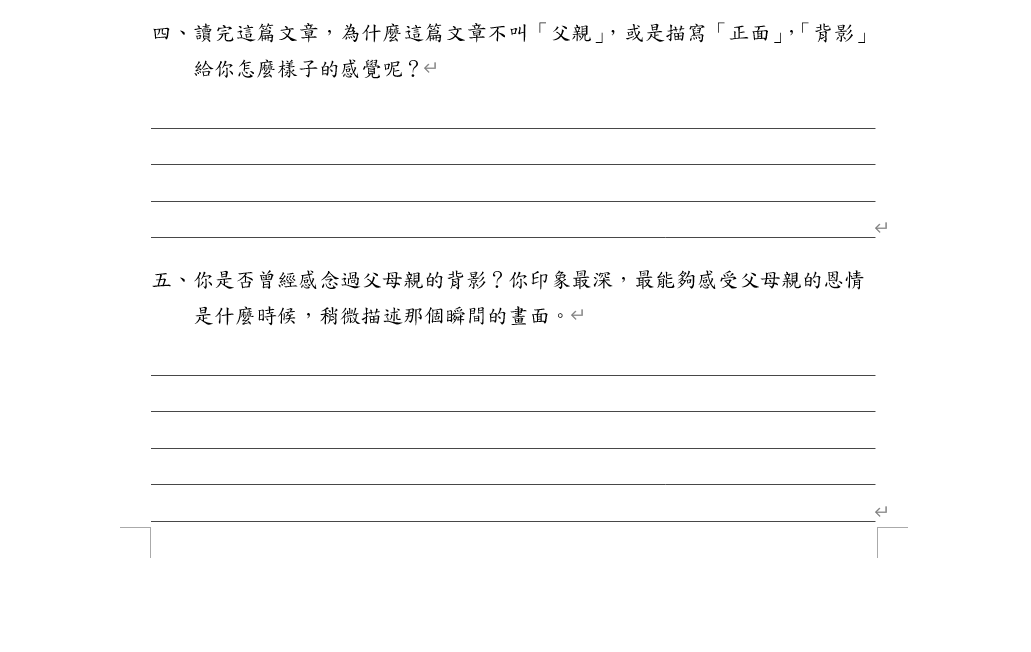 四、讀完這篇文章，為什麼這篇文章不叫「父親」，或是描寫「正面」，「背影」
給你怎麼樣子的感覺呢？
五、你是否曾經感念過父母親的背影？你印象最深，最能夠感受父母親的恩情
是什麼時候，稍微描述那個瞬間的畫面。